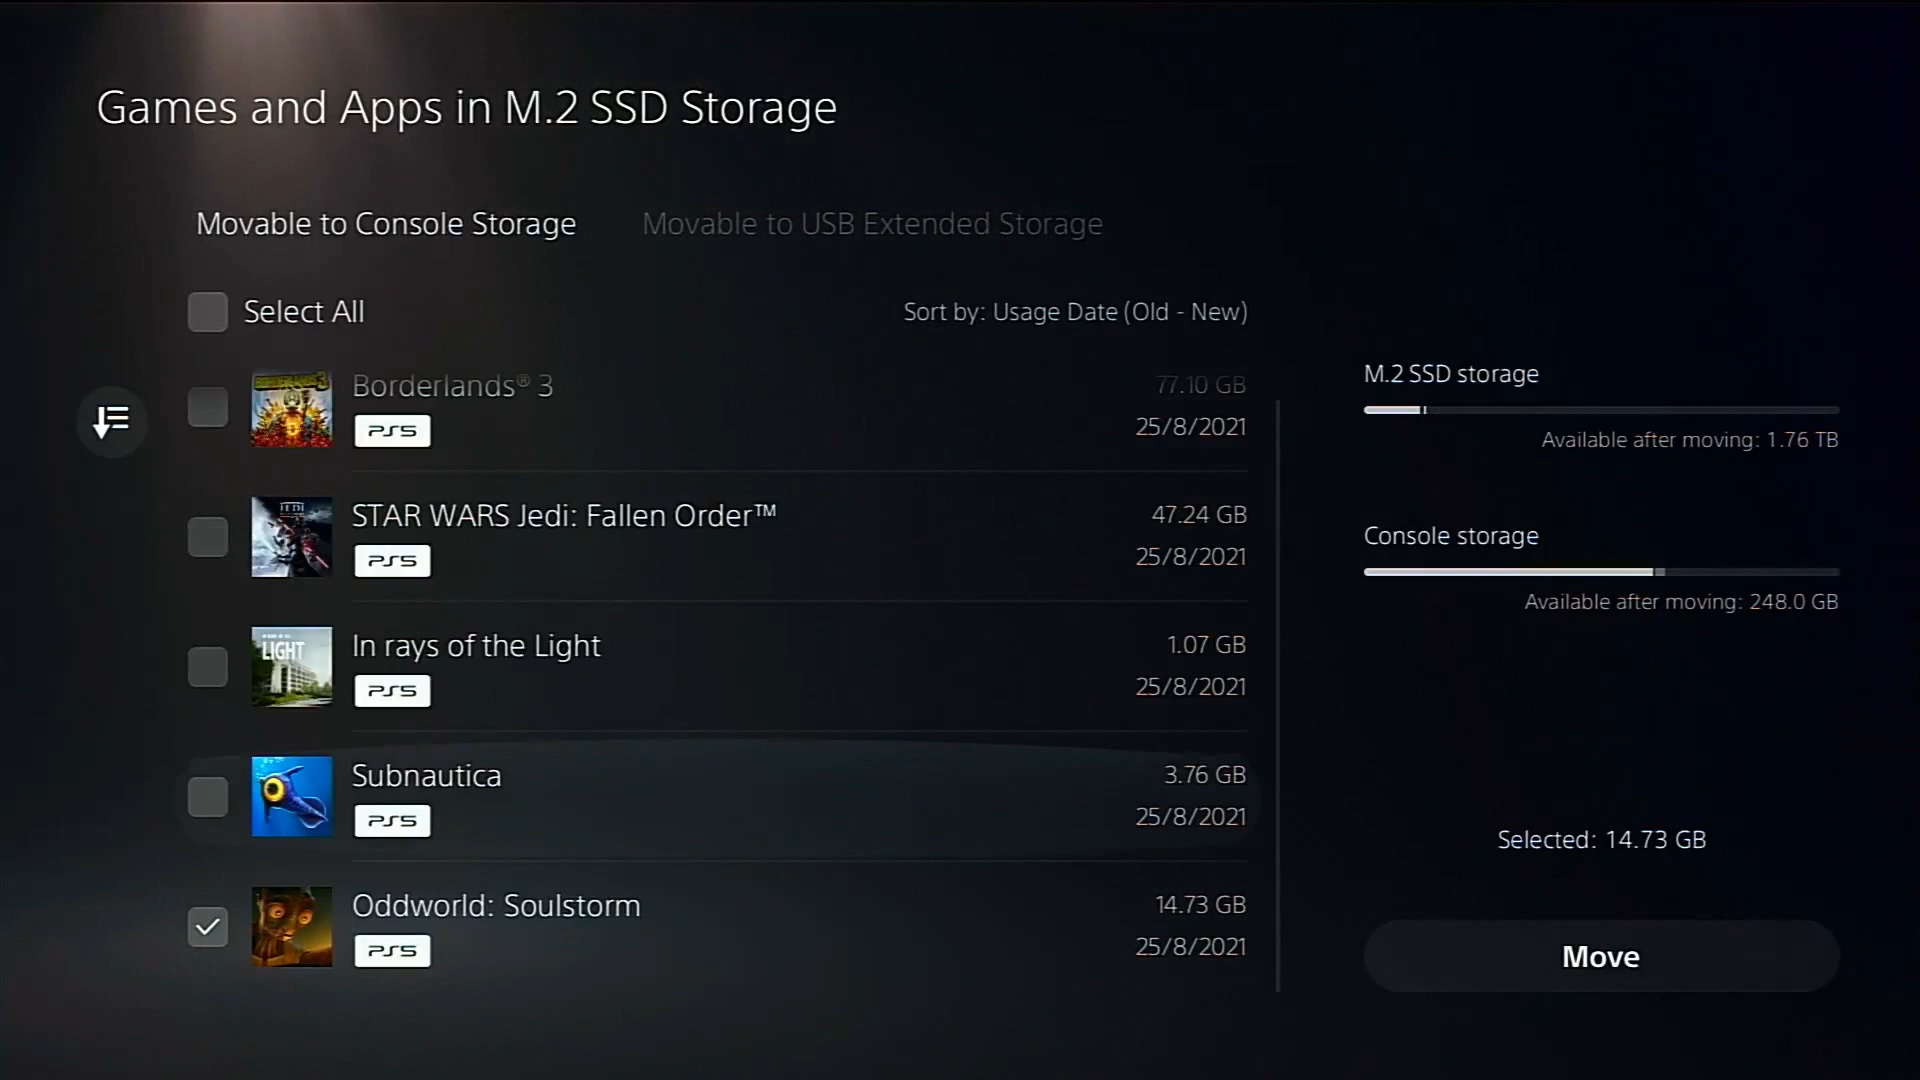 Games and Apps in M.2 SSD Storage
Movable to Console Storage
Movable to USB Extended Storage
Select All
Sort by: Usage Date (Old - New)
BORDERLANDS 3
Borderlands® 3
77.10 GB
PS5
25/8/2021
JEDI
STAR WARS Jedi: Fallen Order™
47.24 GB
PS5
25/8/2021
LIGHT
In rays of the Light
1.07 GB
PS5
25/8/2021
Subnautica
3.76 GB
PS5
25/8/2021
Oddworld: Soulstorm
14.73 GB
PS5
25/8/2021
M.2 SSD storage
Available after moving: 1.76 TB
Console storage
Available after moving: 248.0 GB
Selected: 14.73 GB
Move